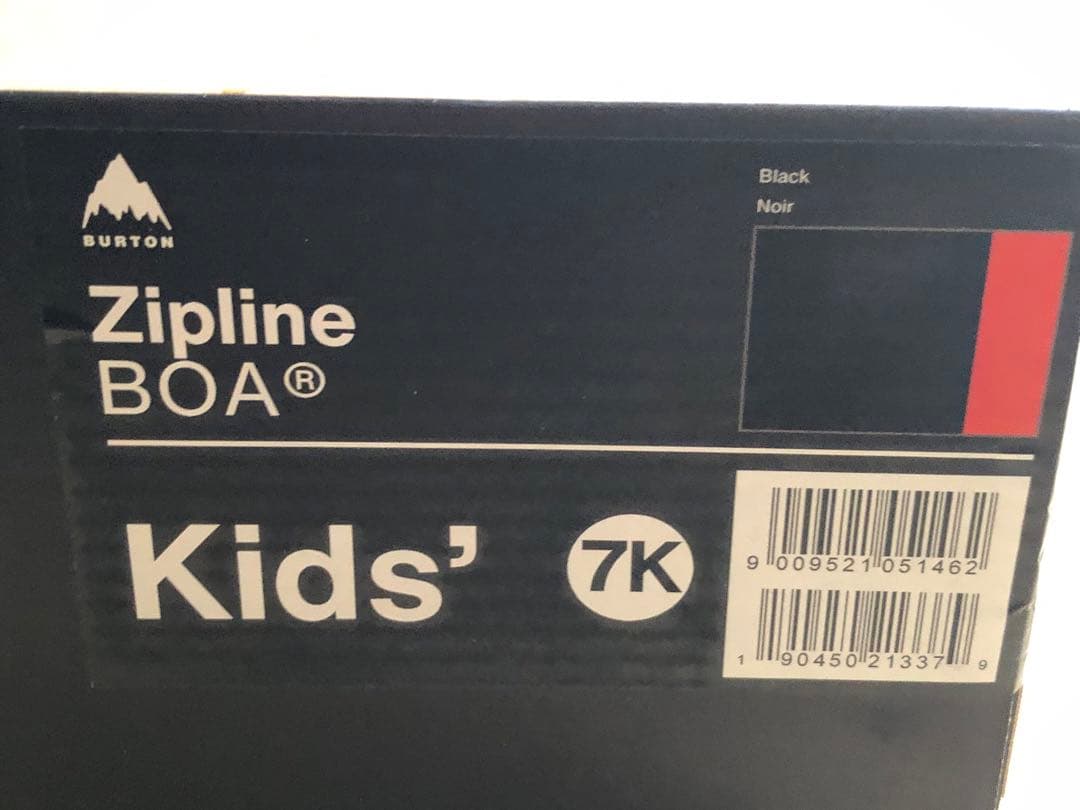 BURTON
Zipline
BOA®
Black
Noir
Kids’
7K
9 009521 051462
1 90450 21337 9